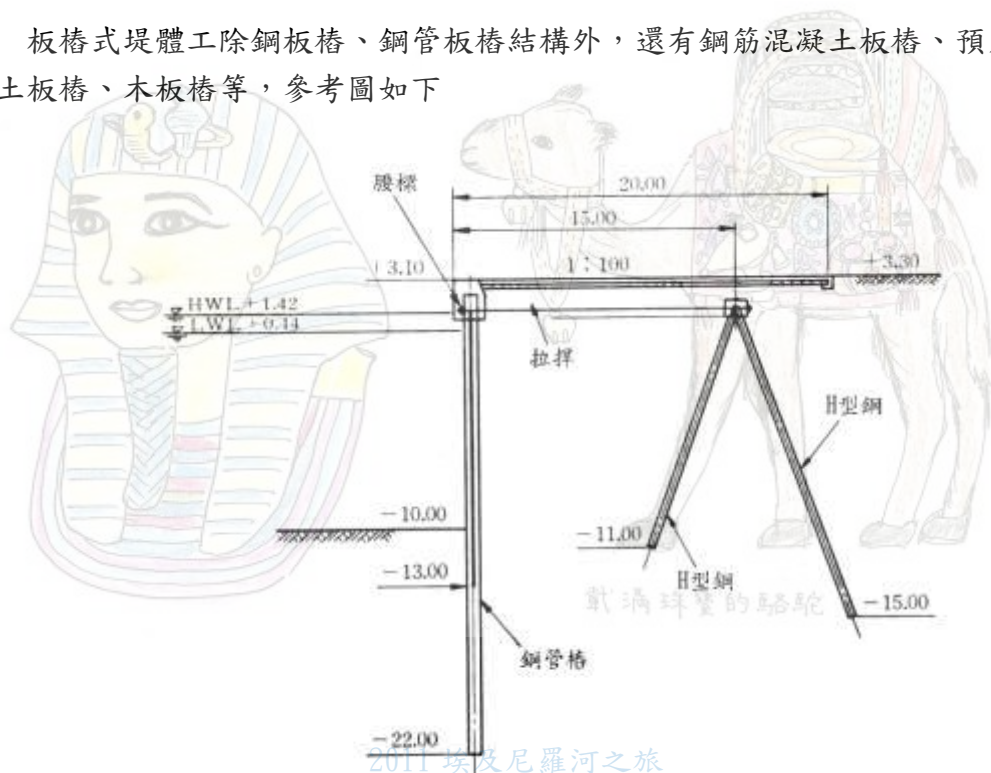 板樁式堤體工除鋼板樁、鋼管板樁結構外，還有鋼筋混凝土板樁、預
土板樁、木板樁等，參考圖如下
腰樑
20.00
15.00
+3.10
1：100
+3.30
HWL+1.42
LWL+0.44
拉捍
H型鋼
-10.00
-11.00
-13.00
H型鋼
戴滿珠寶的駱駝
-15.00
鋼管樁
-22.00
2011 埃及尼羅河之旅